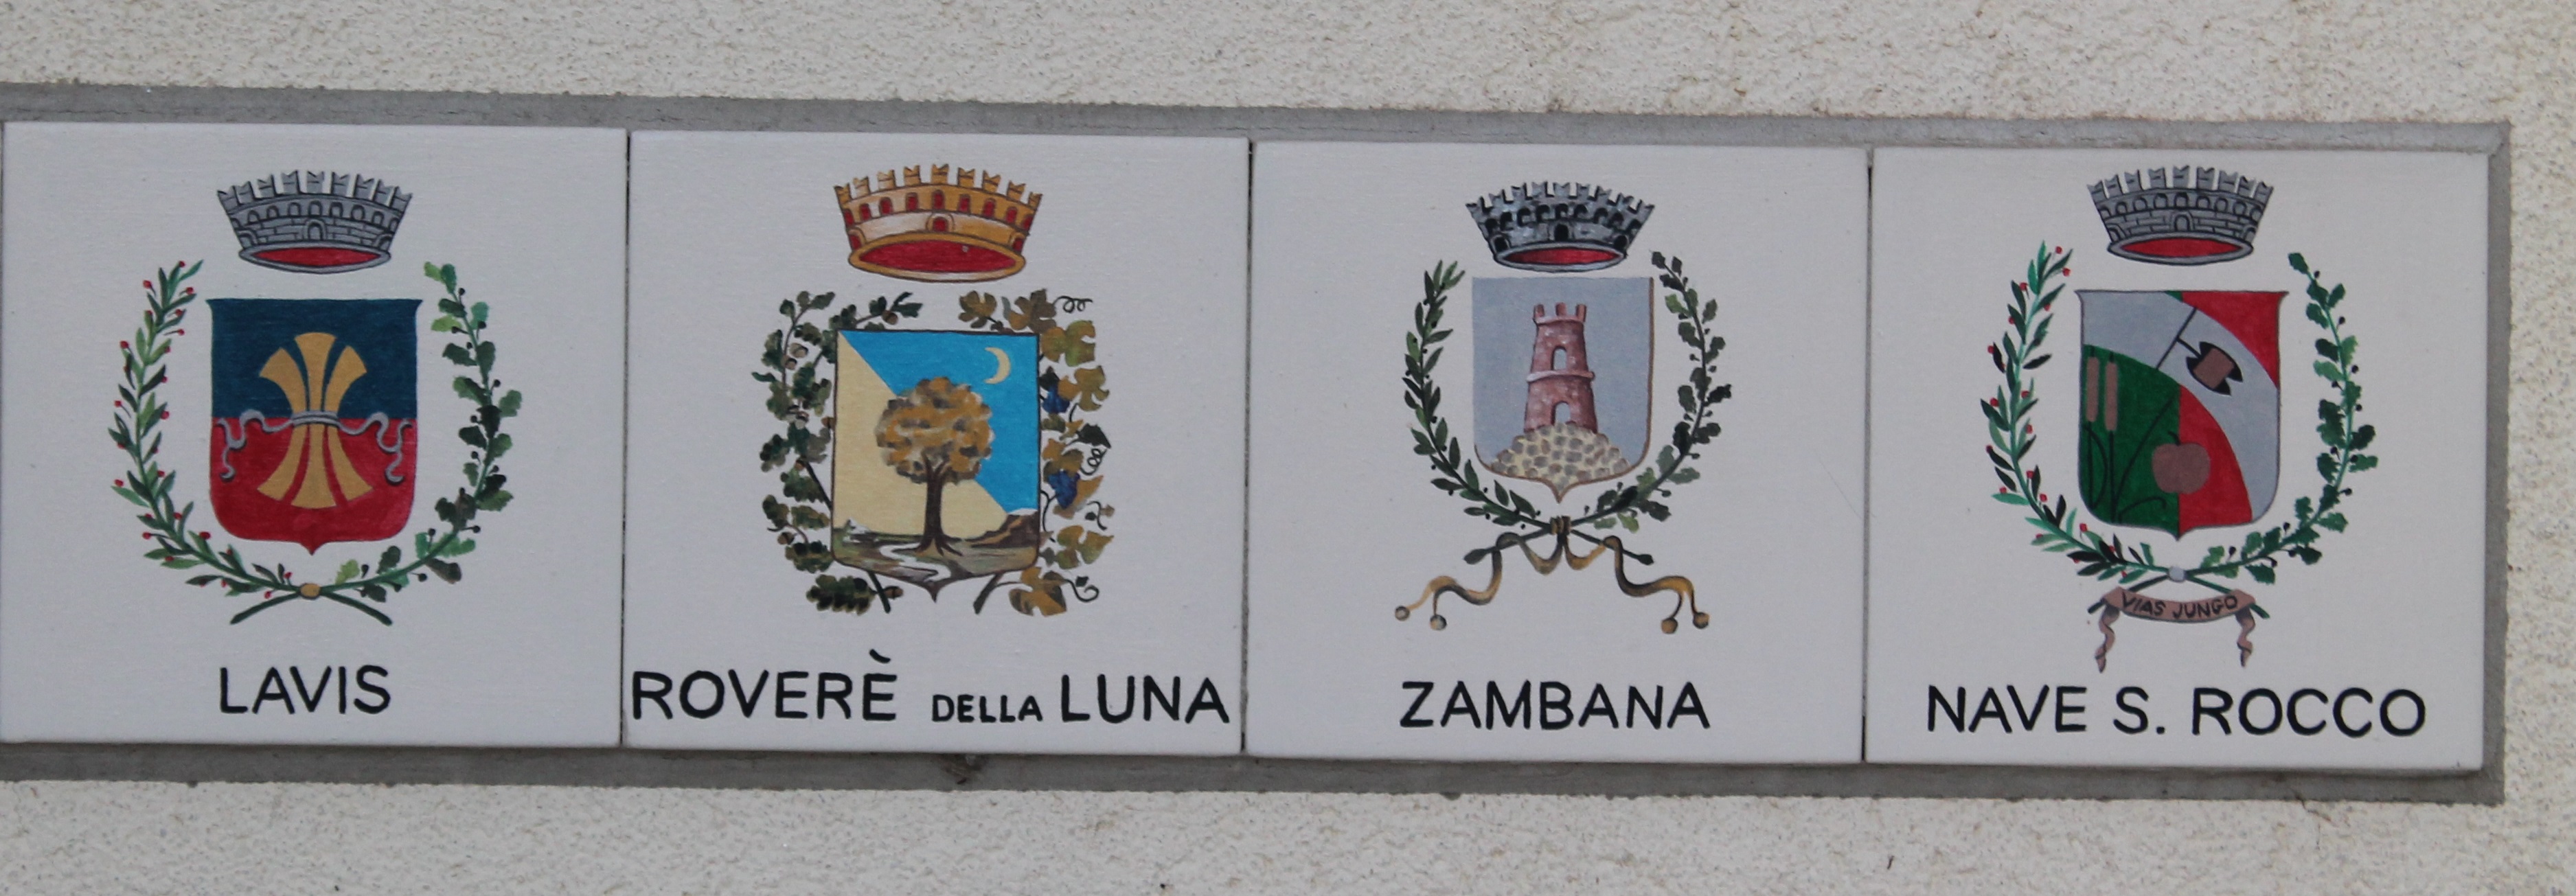 LAVIS
ROVERÈ DELLA LUNA
ZAMBANA
VIAS JUNGO
NAVE S. ROCCO